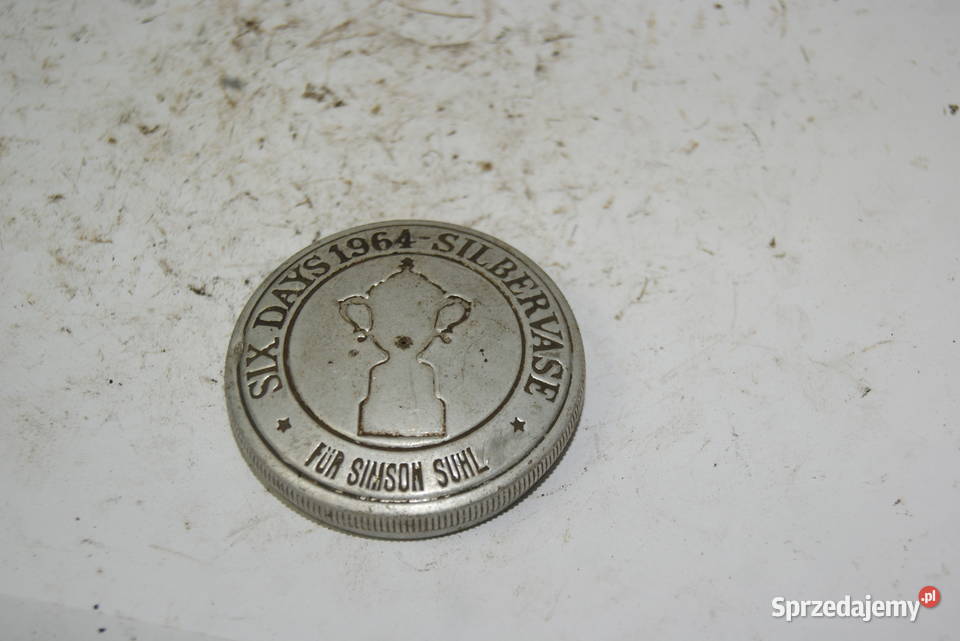 SIX DAYS 1964 - SILBERVASE
FÜR SIMSON SUHL
Sprzedajemy.pl